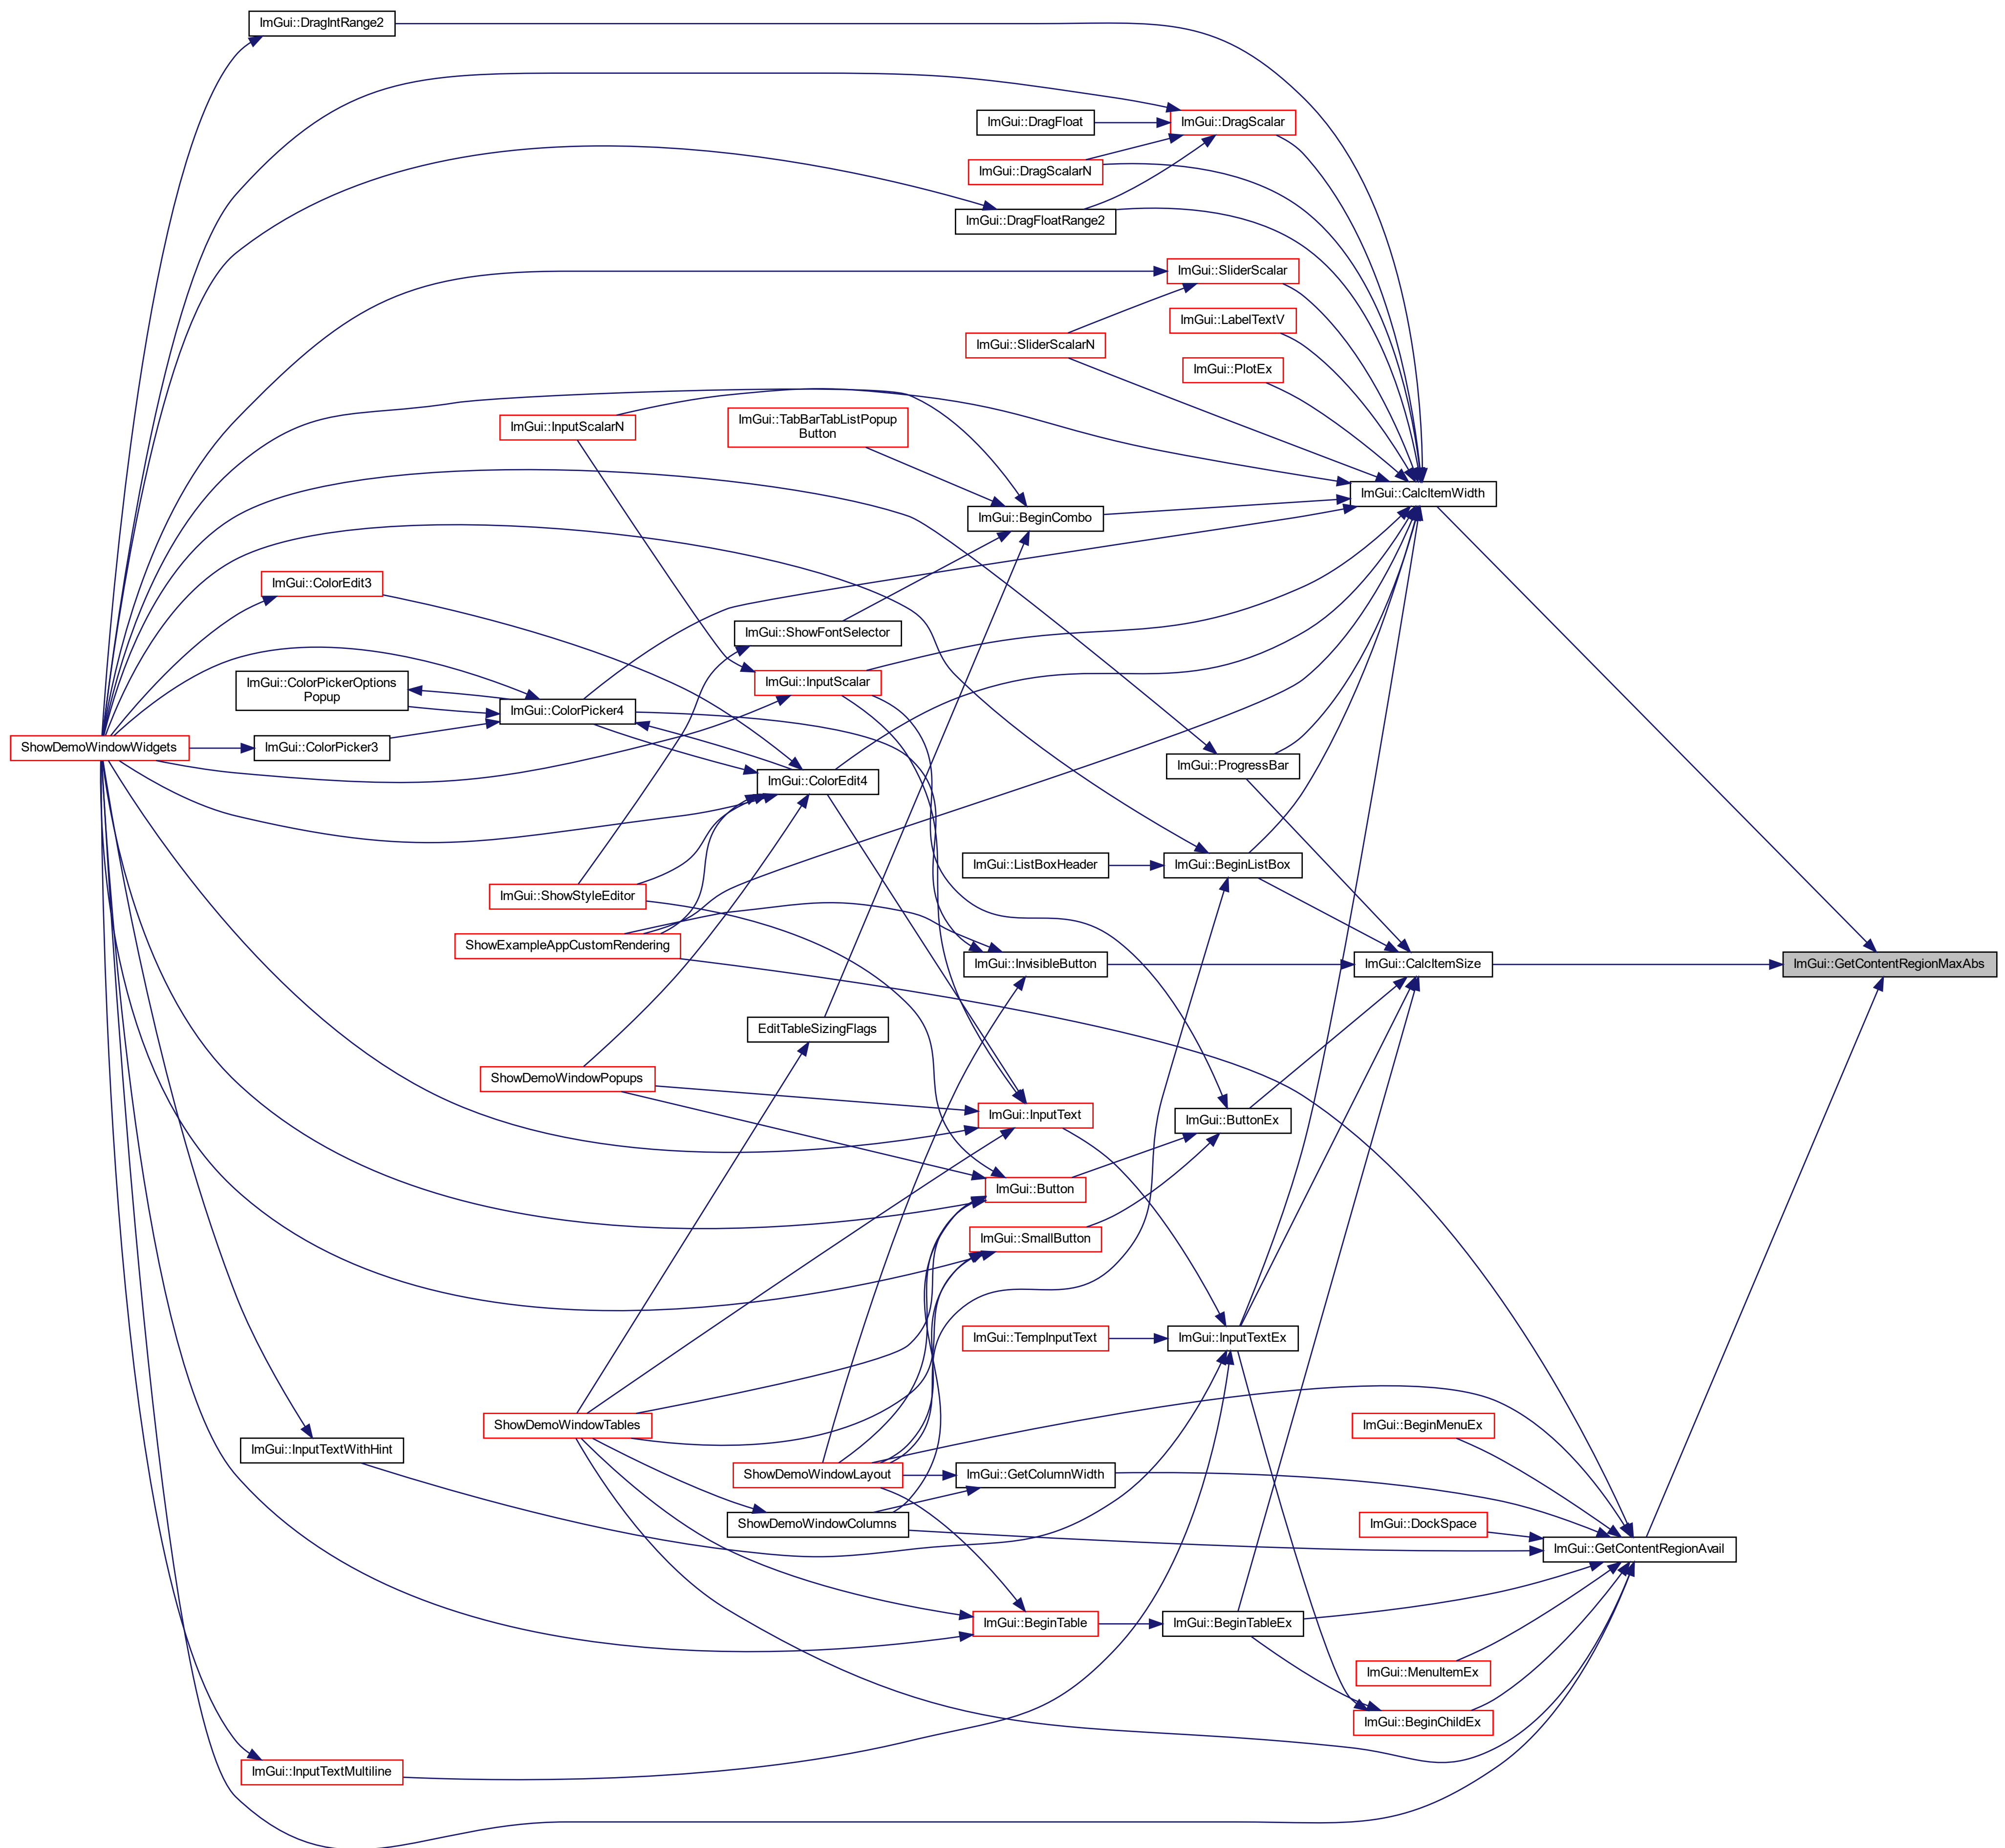 ImGui::DragIntRange2
ImGui::DragFloat
ImGui::DragScalar
ImGui::DragScalarN
ImGui::DragFloatRange2
ImGui::SliderScalar
ImGui::LabelTextV
ImGui::SliderScalarN
ImGui::PlotEx
ImGui::InputScalarN
ImGui::TabBarTabListPopup
Button
ImGui::CalcItemWidth
ImGui::BeginCombo
ImGui::ColorEdit3
ImGui::ShowFontSelector
ImGui::ColorPickerOptions
Popup
ImGui::InputScalar
ImGui::ColorPicker4
ShowDemoWindowWidgets
ImGui::ColorPicker3
ImGui::ProgressBar
ImGui::ColorEdit4
ImGui::ListBoxHeader
ImGui::BeginListBox
ImGui::ShowStyleEditor
ShowExampleAppCustomRendering
ImGui::InvisibleButton
ImGui::CalcItemSize
ImGui::GetContentRegionMaxAbs
EditTableSizingFlags
ShowDemoWindowPopups
ImGui::InputText
ImGui::ButtonEx
ImGui::Button
ImGui::SmallButton
ImGui::TempInputText
ImGui::InputTextEx
ShowDemoWindowTables
ImGui::BeginMenuEx
ImGui::InputTextWithHint
ShowDemoWindowLayout
ImGui::GetColumnWidth
ShowDemoWindowColumns
ImGui::DockSpace
ImGui::GetContentRegionAvail
ImGui::BeginTable
ImGui::BeginTableEx
ImGui::MenuItemEx
ImGui::BeginChildEx
ImGui::InputTextMultiline